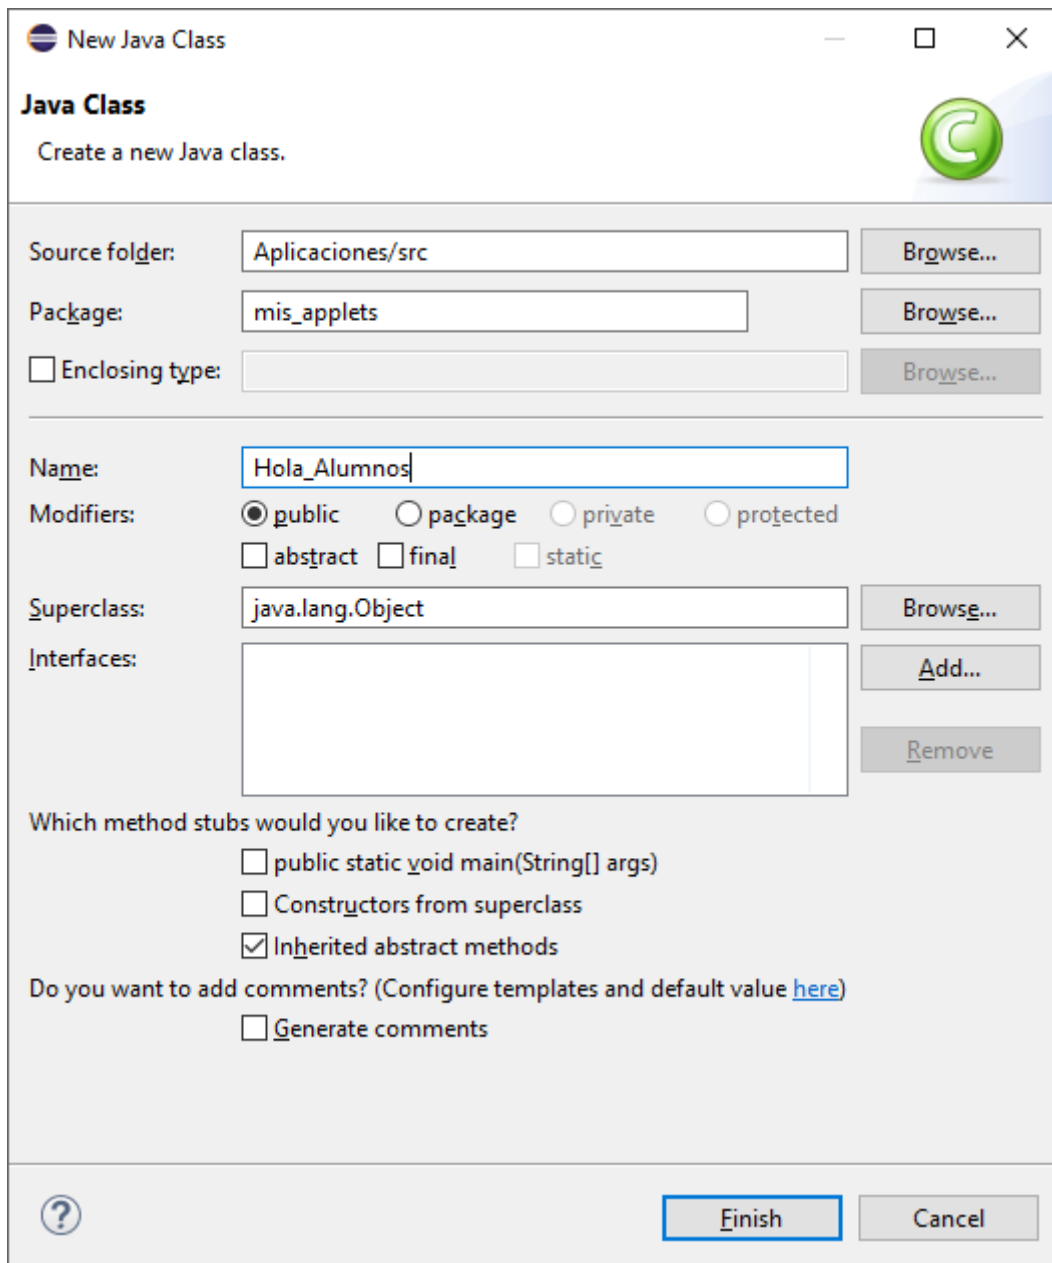 New Java Class
Java Class
Create a new Java class.
Source folder: Aplicaciones/src Browse...
Package: mis_applets Browse...
Enclosing type: Browse...
Name: Hola_Alumnos
Modifiers: public package private protected
abstract final static
Superclass: java.lang.Object Browse...
Interfaces: Add...
Remove
Which method stubs would you like to create?
public static void main(String[] args)
Constructors from superclass
Inherited abstract methods
Do you want to add comments? (Configure templates and default value here)
Generate comments
? Finish Cancel